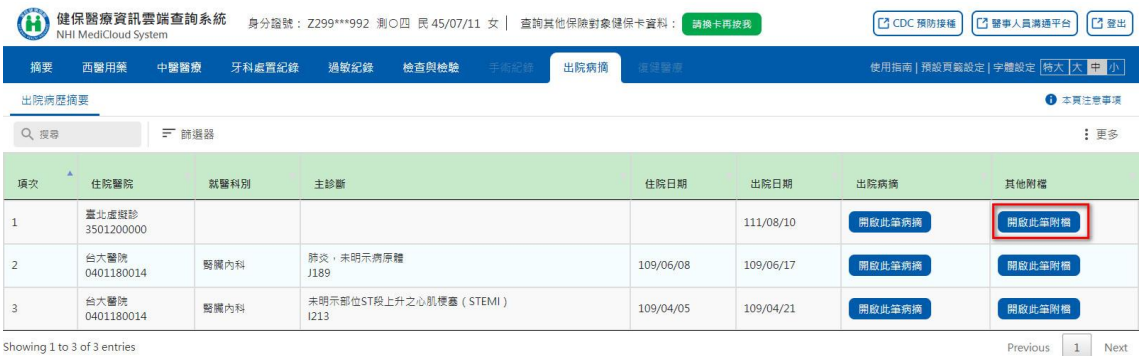 健保醫療資訊雲端查詢系統
NHI MediCloud System
身分證號： Z299***992 測○四 民 45/07/11 女 │ 查詢其他保險對象健保卡資料： 請換卡再按我
CDC 預防接種 醫事人員溝通平台 登出
摘要 西醫用藥 中醫醫療 牙科處置紀錄 過敏紀錄 檢查與檢驗 手術紀錄 出院病摘 復健醫療
使用指南 | 預設頁籤設定 | 字體設定 特大 大 中 小
出院病歷摘要
本頁注意事項
搜尋 篩選器 更多
項次 住院醫院 就醫科別 主診斷 住院日期 出院日期 出院病摘 其他附檔
1 臺北虛擬診 111/08/10 開啟此筆病摘 開啟此筆附檔
3501200000
2 台大醫院 腎臟內科 肺炎，未明示病原體 109/06/08 109/06/17 開啟此筆病摘 開啟此筆附檔
0401180014 J189
3 台大醫院 腎臟內科 未明示部位ST段上升之心肌梗塞（STEMI） 109/04/05 109/04/21 開啟此筆病摘 開啟此筆附檔
0401180014 I213
Showing 1 to 3 of 3 entries
Previous 1 Next